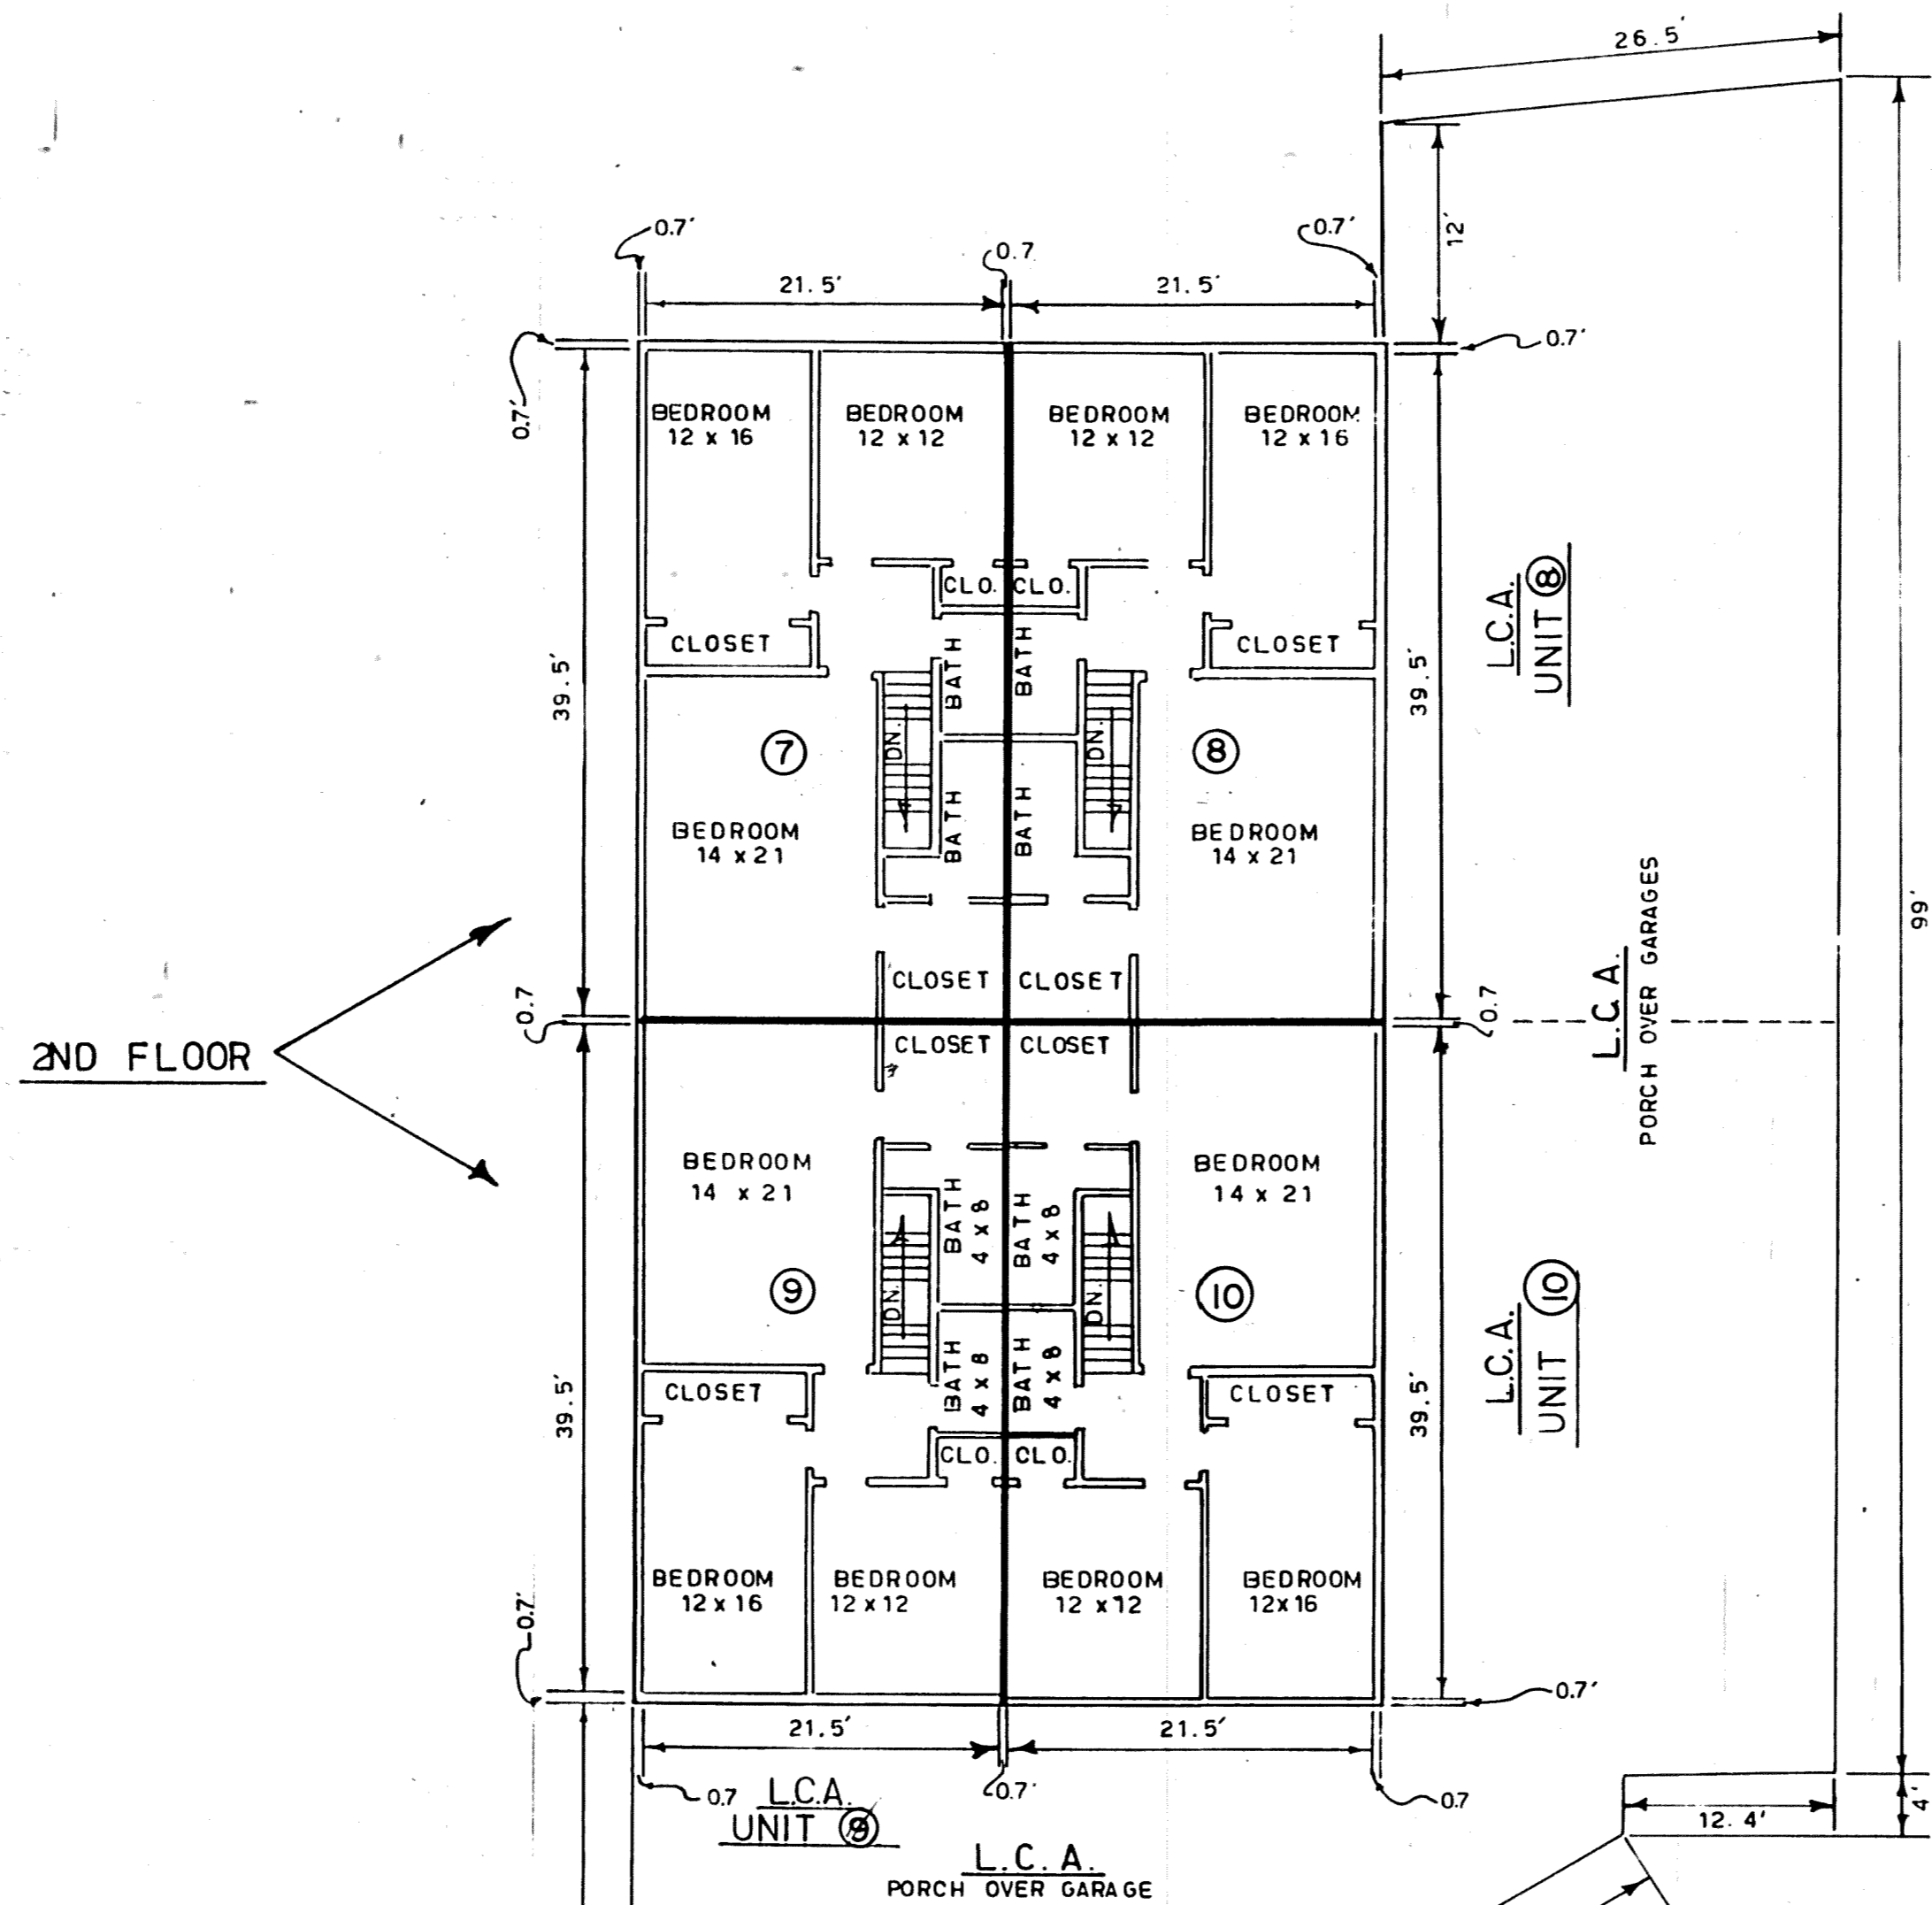 26.5'
12'
0.7'
0.7
0.7'
21.5'
21.5'
0.7'
0.7'
BEDROOM
12 x 16
BEDROOM
12 x 12
BEDROOM
12 x 12
BEDROOM
12 x 16
CLO.
CLO.
CLOSET
CLOSET
BATH
BATH
39.5'
39.5'
L.C.A.
UNIT 8
7
DN.
DN.
8
BATH
BATH
BEDROOM
14 x 21
BEDROOM
14 x 21
CLOSET
CLOSET
99'
L.C.A.
PORCH OVER GARAGES
0.7
0.7
2ND FLOOR
CLOSET
CLOSET
BEDROOM
14 x 21
BEDROOM
14 x 21
BATH
4 x 8
BATH
4 x 8
9
DN.
DN.
10
BATH
4 x 8
BATH
4 x 8
L.C.A.
UNIT 10
CLOSET
CLOSET
39.5'
39.5'
CLO.
CLO.
BEDROOM
12 x 16
BEDROOM
12 x 12
BEDROOM
12 x 12
BEDROOM
12 x 16
0.7'
0.7'
21.5'
21.5'
0.7
0.7'
0.7
L.C.A.
UNIT 9
12.4'
4'
L.C.A.
PORCH OVER GARAGE